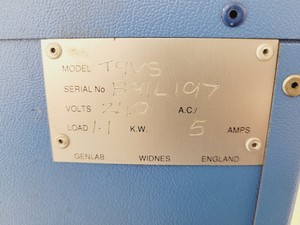 MODEL T9VS
SERIAL No
VOLTS 240 A.C./
LOAD 1.1 K.W. 5 AMPS
GENLAB WIDNES ENGLAND